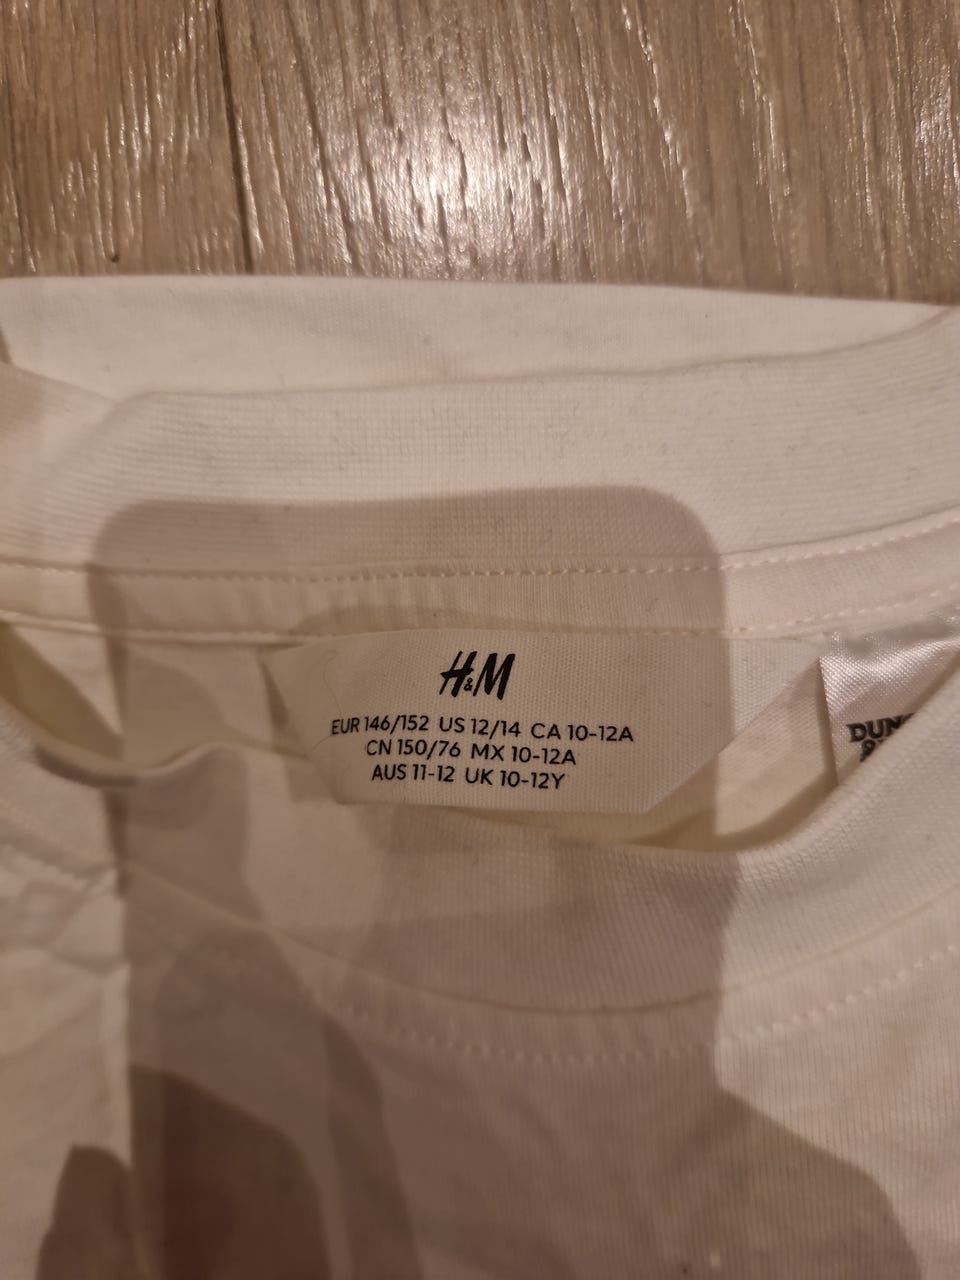 H&M
EUR 146/152 US 12/14 CA 10-12A
CN 150/76 MX 10-12A
AUS 11-12 UK 10-12Y